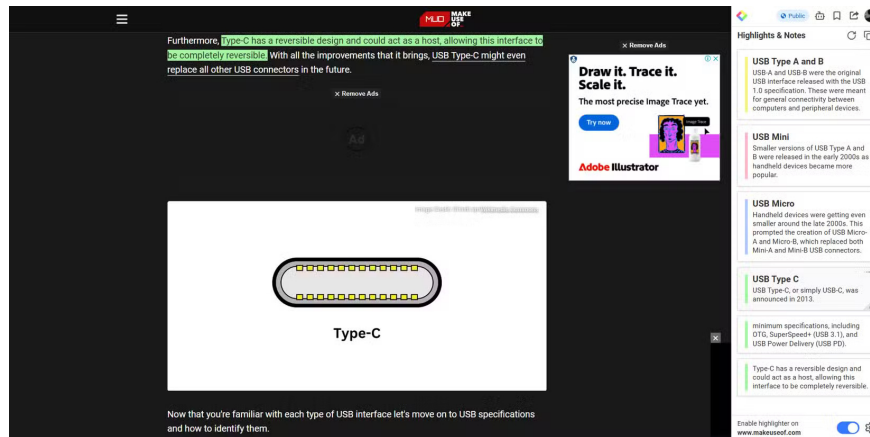 MUO MAKE
USE
OF
Furthermore, Type-C has a reversible design and could act as a host, allowing this interface to
be completely reversible. With all the improvements that it brings, USB Type-C might even
replace all other USB connectors in the future.
× Remove Ads
Ad
Type-C
Now that you're familiar with each type of USB interface let's move on to USB specifications
and how to identify them.
× Remove Ads
Draw it. Trace it.
Scale it.
The most precise Image Trace yet.
Try now
Image Trace
Adobe Illustrator
Public
Highlights & Notes
USB Type A and B
USB-A and USB-B were the original
USB interface released with the USB
1.0 specification. These were meant
for general connectivity between
computers and peripheral devices.
USB Mini
Smaller versions of USB Type A and
B were released in the early 2000s as
handheld devices became more
popular.
USB Micro
Handheld devices were getting even
smaller around the late 2000s. This
prompted the creation of USB Micro-
A and Micro-B, which replaced both
Mini-A and Mini-B USB connectors.
USB Type C
USB Type-C, or simply USB-C, was
announced in 2013.
minimum specifications, including
OTG, SuperSpeed+ (USB 3.1), and
USB Power Delivery (USB PD).
Type-C has a reversible design and
could act as a host, allowing this
interface to be completely reversible.
Enable highlighter on
www.makeuseof.com